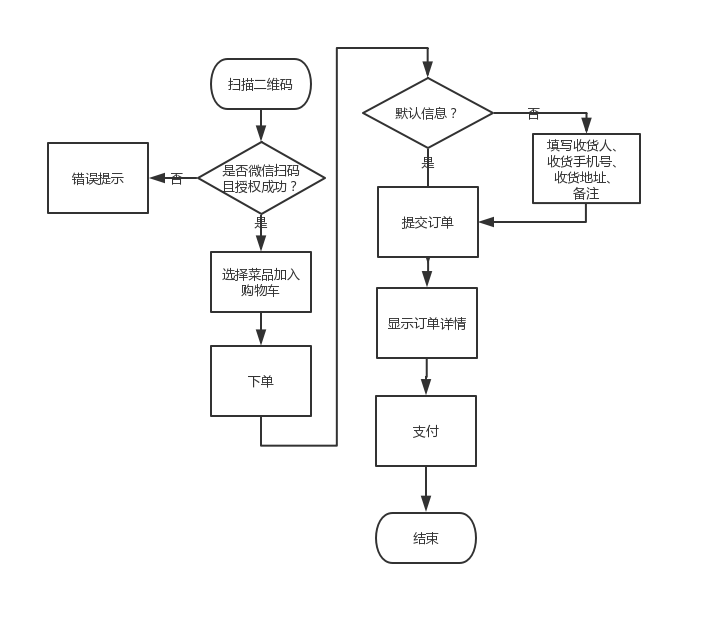 扫描二维码
是否微信扫码
且授权成功？
否
错误提示
是
选择菜品加入
购物车
下单
默认信息？
否
填写收货人、
收货手机号、
收货地址、
备注
是
提交订单
显示订单详情
支付
结束